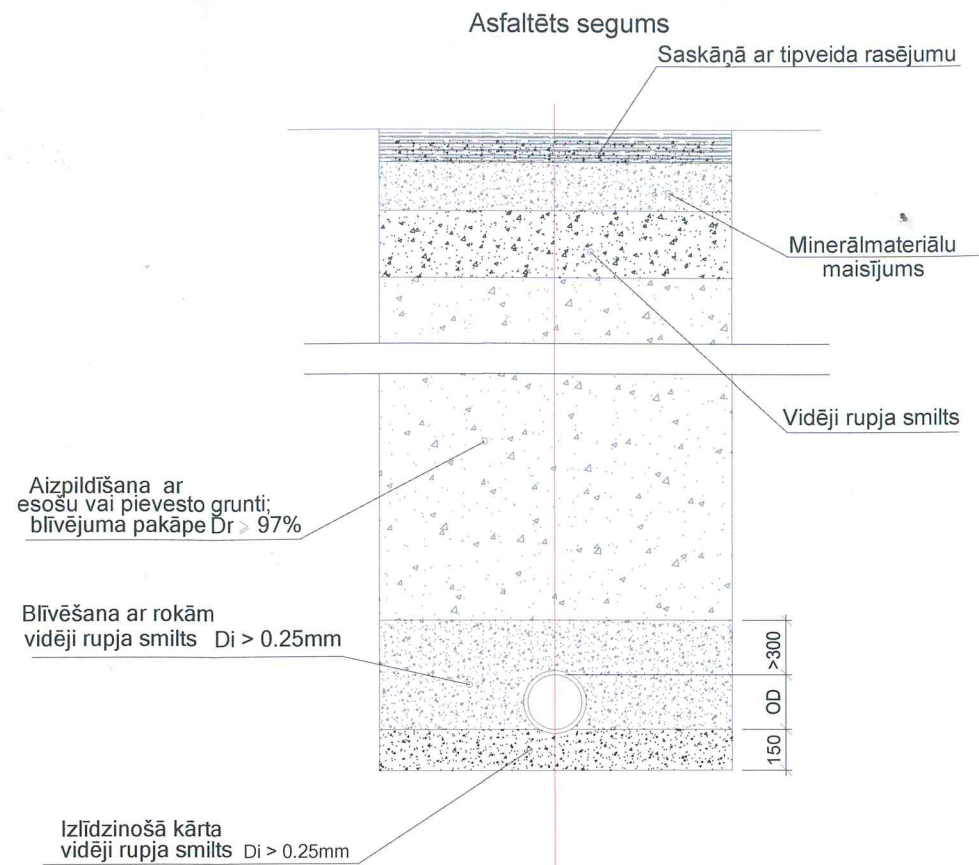 Asfaltēts segums
Saskāņā ar tipveida rasējumu
Minerālmateriālu
maisījums
Vidēji rupja smilts
Aizpildīšana ar
esošu vai pievesto grunti;
blīvējuma pakāpe Dr ≥ 97%
Blīvēšana ar rokām
vidēji rupja smilts Di > 0.25mm
>300
OD
150
Izlīdzinošā kārta
vidēji rupja smilts Di > 0.25mm